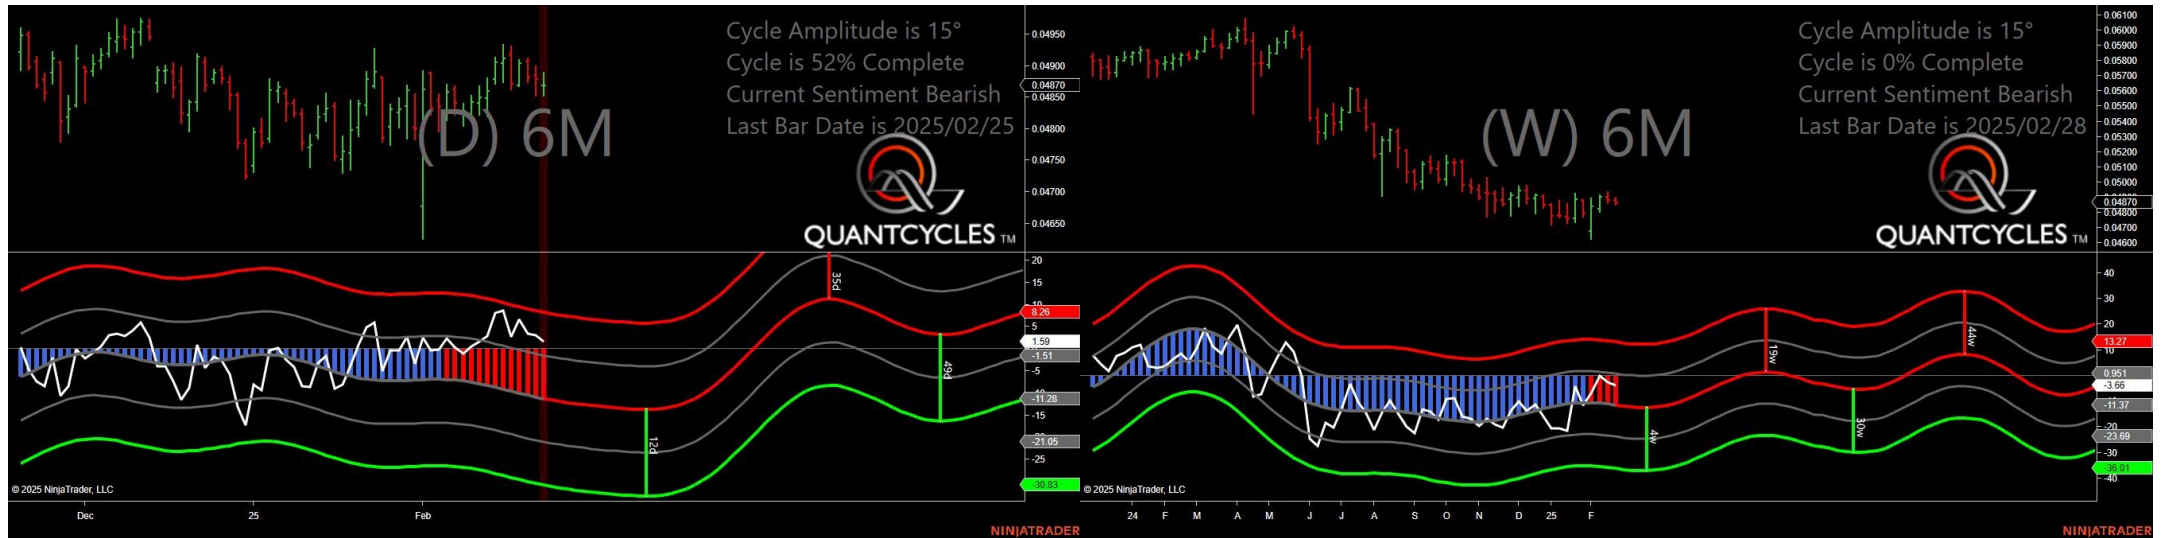 Cycle Amplitude is 15°
Cycle is 52% Complete
Current Sentiment Bearish
Last Bar Date is 2025/02/25
(D) 6M
QUANTCYCLES TM
0.04950
0.04900
0.04870
0.04850
0.04800
0.04750
0.04700
0.04650
20
15
10
8.26
5
1.59
-1.51
-5
-11.28
-15
-21.05
-25
-30.83
12d
35d
49d
© 2025 NinjaTrader, LLC
Dec
25
Feb
NINJATRADER
Cycle Amplitude is 15°
Cycle is 0% Complete
Current Sentiment Bearish
Last Bar Date is 2025/02/28
(W) 6M
QUANTCYCLES TM
0.06100
0.05900
0.05800
0.05700
0.05600
0.05500
0.05400
0.05300
0.05200
0.05100
0.05000
0.04870
0.04800
0.04700
0.04600
40
30
20
13.27
10
0.951
-3.66
-11.37
-20
-23.69
-30
-36.01
-40
4w
19w
30w
44w
© 2025 NinjaTrader, LLC
24 F M A M J J A S O N D 25 F
NINJATRADER